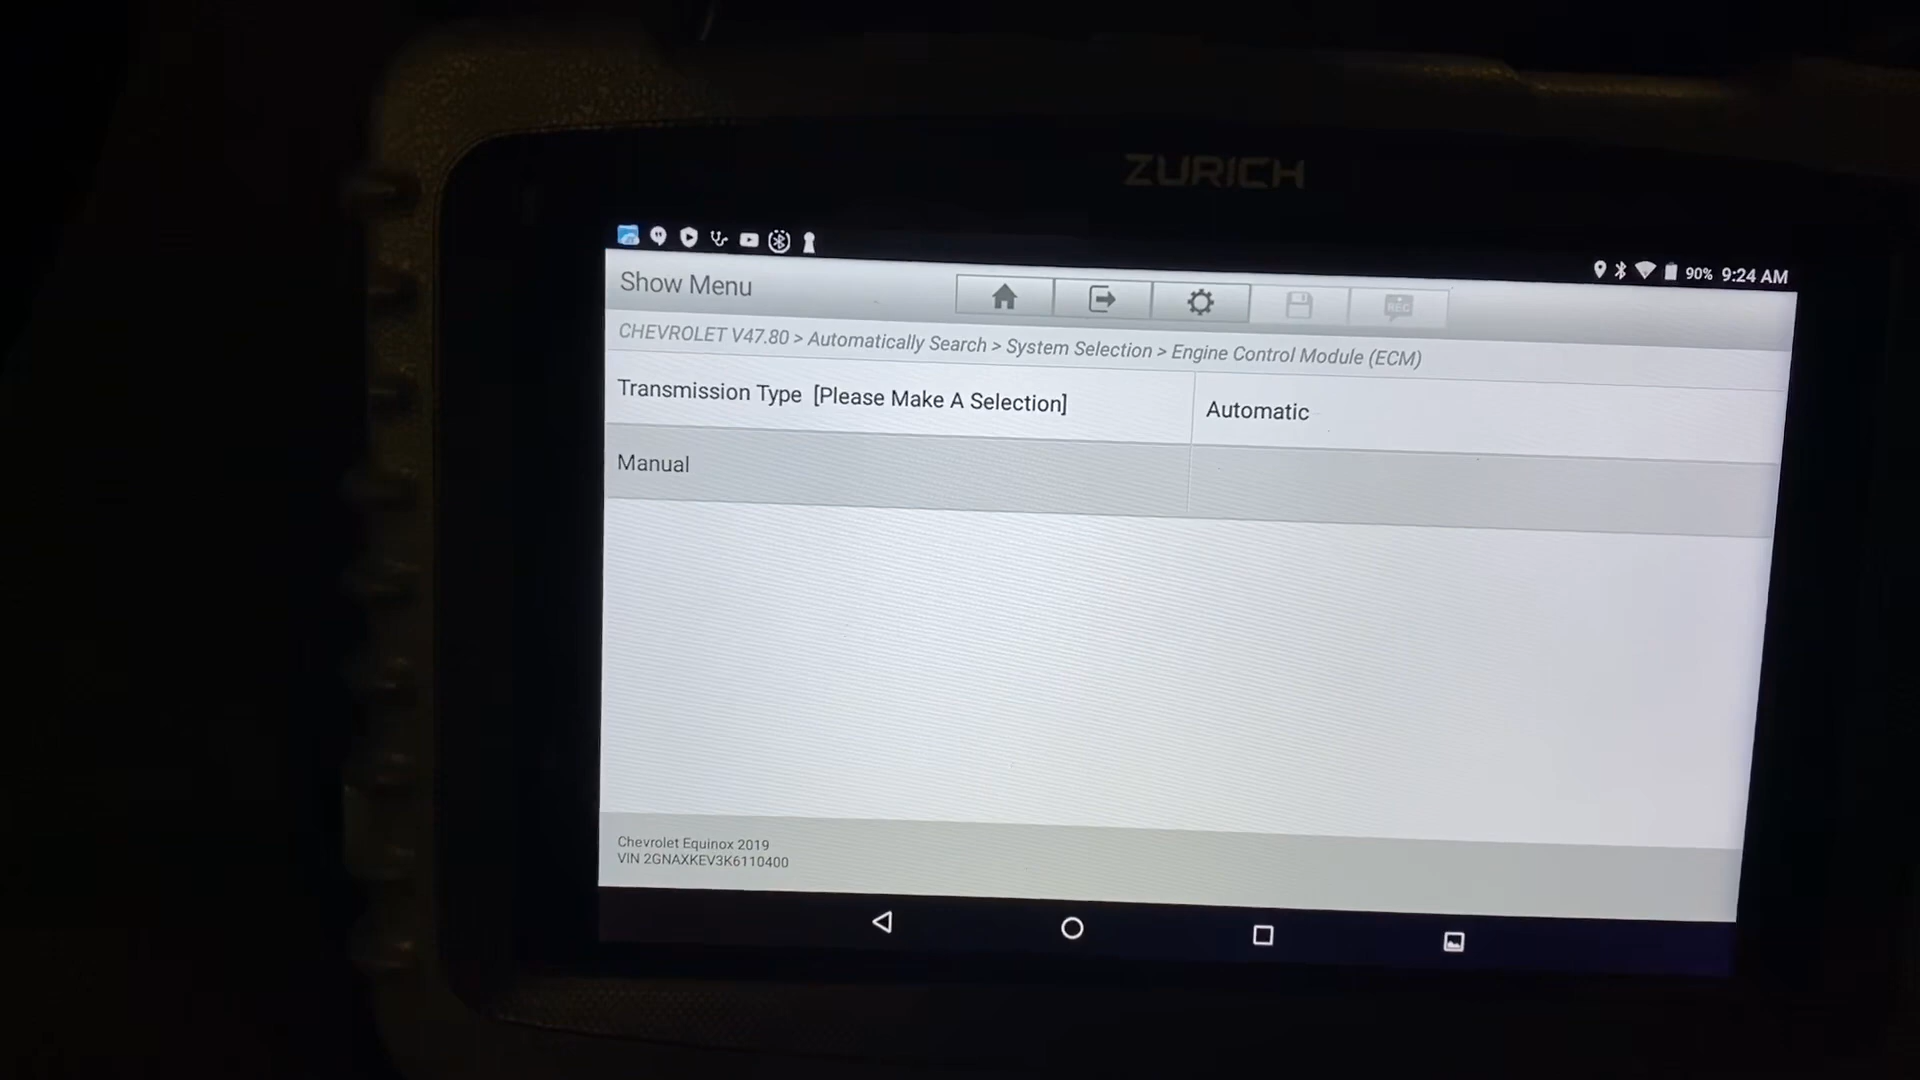 ZURICH
90% 9:24 AM
Show Menu
REC
CHEVROLET V47.80 > Automatically Search > System Selection > Engine Control Module (ECM)
Transmission Type [Please Make A Selection]
Automatic
Manual
Chevrolet Equinox 2019
VIN 2GNAXKEV3K6110400